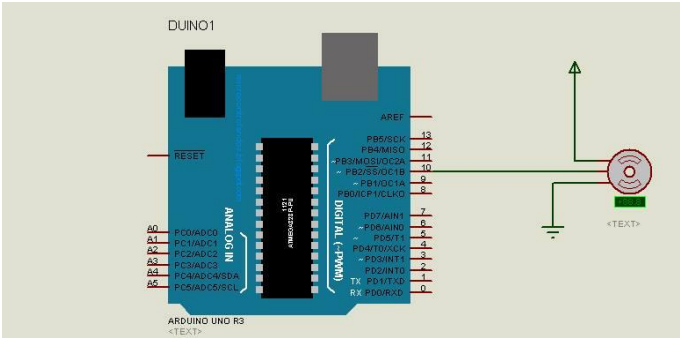 DUINO1
AREF
PB5/SCK 13
PB4/MISO 12
RESET
~PB3/MOSI/OC2A 11
~ PB2/SS/OC1B 10
~ PB1/OC1A 9
PB0/ICP1/CLKO 8
1121
ATMEGA328P-PU
ANALOG IN
DIGITAL (~PWM)
PD7/AIN1 7
~ PD6/AIN0 6
~ PD5/T1 5
PD4/T0/XCK 4
~ PD3/INT1 3
PD2/INT0 2
TX PD1/TXD 1
RX PD0/RXD 0
A0 PC0/ADC0
A1 PC1/ADC1
A2 PC2/ADC2
A3 PC3/ADC3
A4 PC4/ADC4/SDA
A5 PC5/ADC5/SCL
<TEXT>
ARDUINO UNO R3
<TEXT>